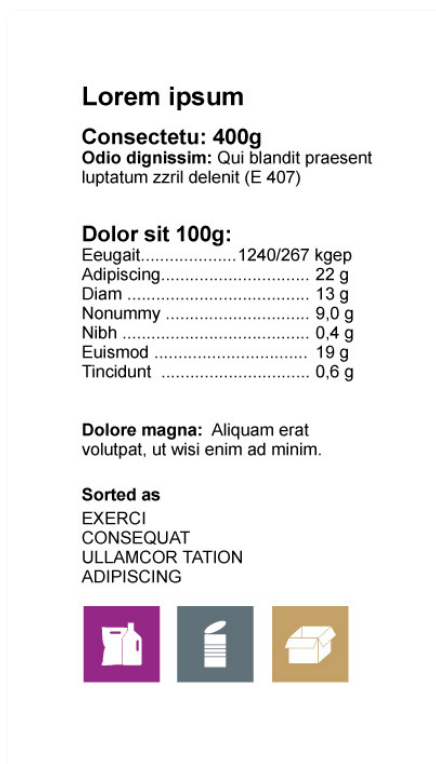 Lorem ipsum
Consectetu: 400g
Odio dignissim: Qui blandit praesent
luptatum zzril delenit (E 407)
Dolor sit 100g:
Eeugait.....................1240/267 kgep
Adipiscing................................ 22 g
Diam ....................................... 13 g
Nonummy ............................... 9,0 g
Nibh ........................................ 0,4 g
Euismod ................................. 19 g
Tincidunt ................................ 0,6 g
Dolore magna: Aliquam erat
volutpat, ut wisi enim ad minim.
Sorted as
EXERCI
CONSEQUAT
ULLAMCOR TATION
ADIPISCING